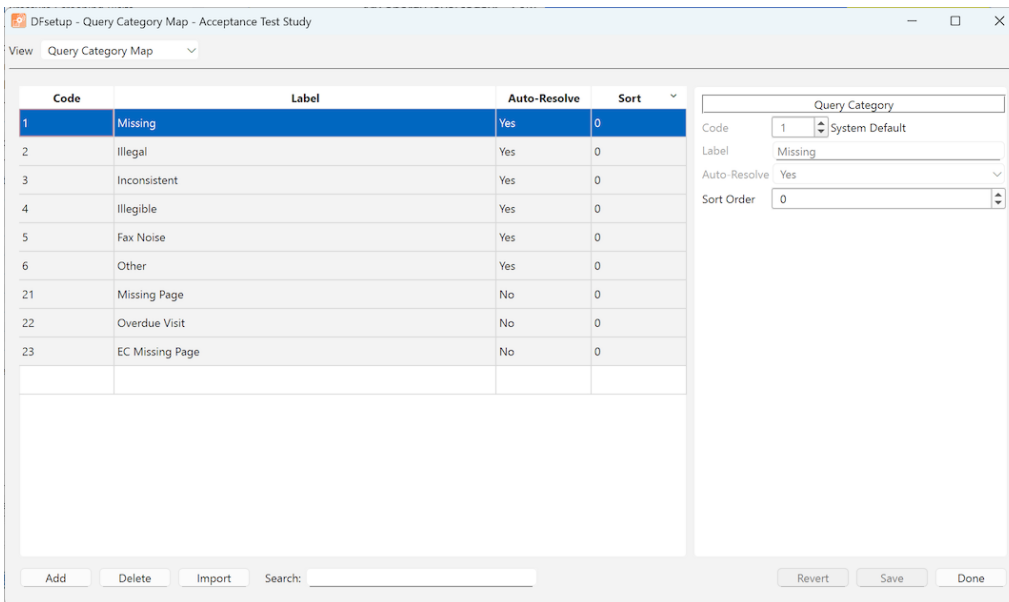 DFsetup - Query Category Map - Acceptance Test Study
View Query Category Map
Code Label Auto-Resolve Sort
1 Missing Yes 0
2 Illegal Yes 0
3 Inconsistent Yes 0
4 Illegible Yes 0
5 Fax Noise Yes 0
6 Other Yes 0
21 Missing Page No 0
22 Overdue Visit No 0
23 EC Missing Page No 0
Query Category
Code 1 System Default
Label Missing
Auto-Resolve Yes
Sort Order 0
Add Delete Import Search: Revert Save Done